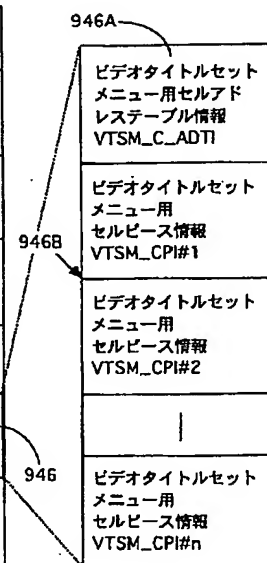 946A
ビデオタイトルセット
メニュー用セルアド
レステーブル情報
VTSM_C_ADTI
ビデオタイトルセット
メニュー用
セルピース情報
VTSM_CPI#1
946B
ビデオタイトルセット
メニュー用
セルピース情報
VTSM_CPI#2
946
ビデオタイトルセット
メニュー用
セルピース情報
VTSM_CPI#n